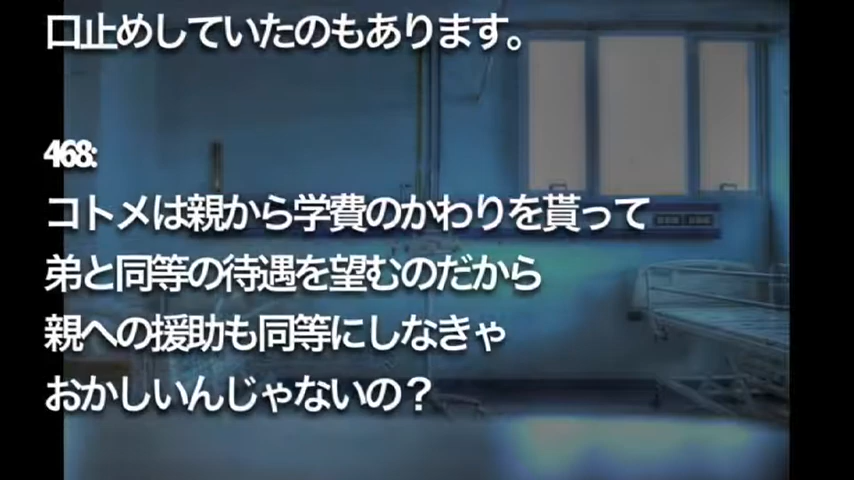 口止めしていたのもあります。
468:
コトメは親から学費のかわりを貰って
弟と同等の待遇を望むのだから
親への援助も同等にしなきゃ
おかしいんじゃないの？